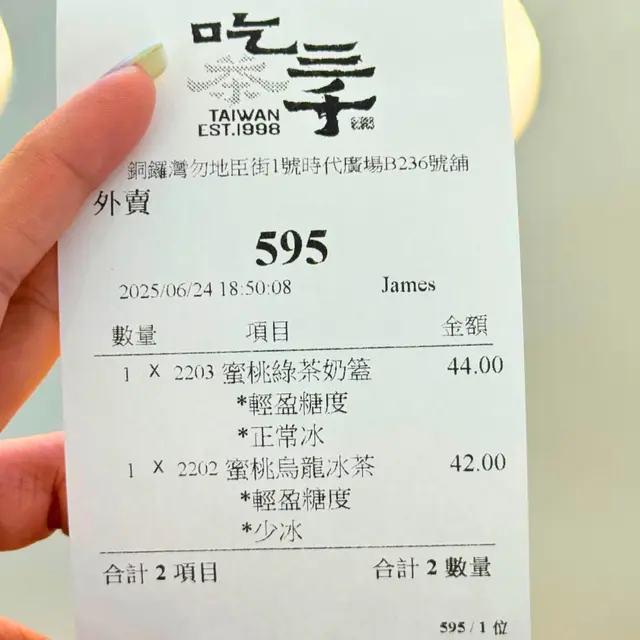 吃茶三千
TAIWAN
EST.1998
銅鑼灣勿地臣街1號時代廣場B236號舖
外賣
595
2025/06/24 18:50:08 James
數量 項目 金額
1 X 2203 蜜桃綠茶奶蓋 44.00
*輕盈糖度
*正常冰
1 X 2202 蜜桃烏龍冰茶 42.00
*輕盈糖度
*少冰
合計 2 項目 合計 2 數量
595 / 1 位